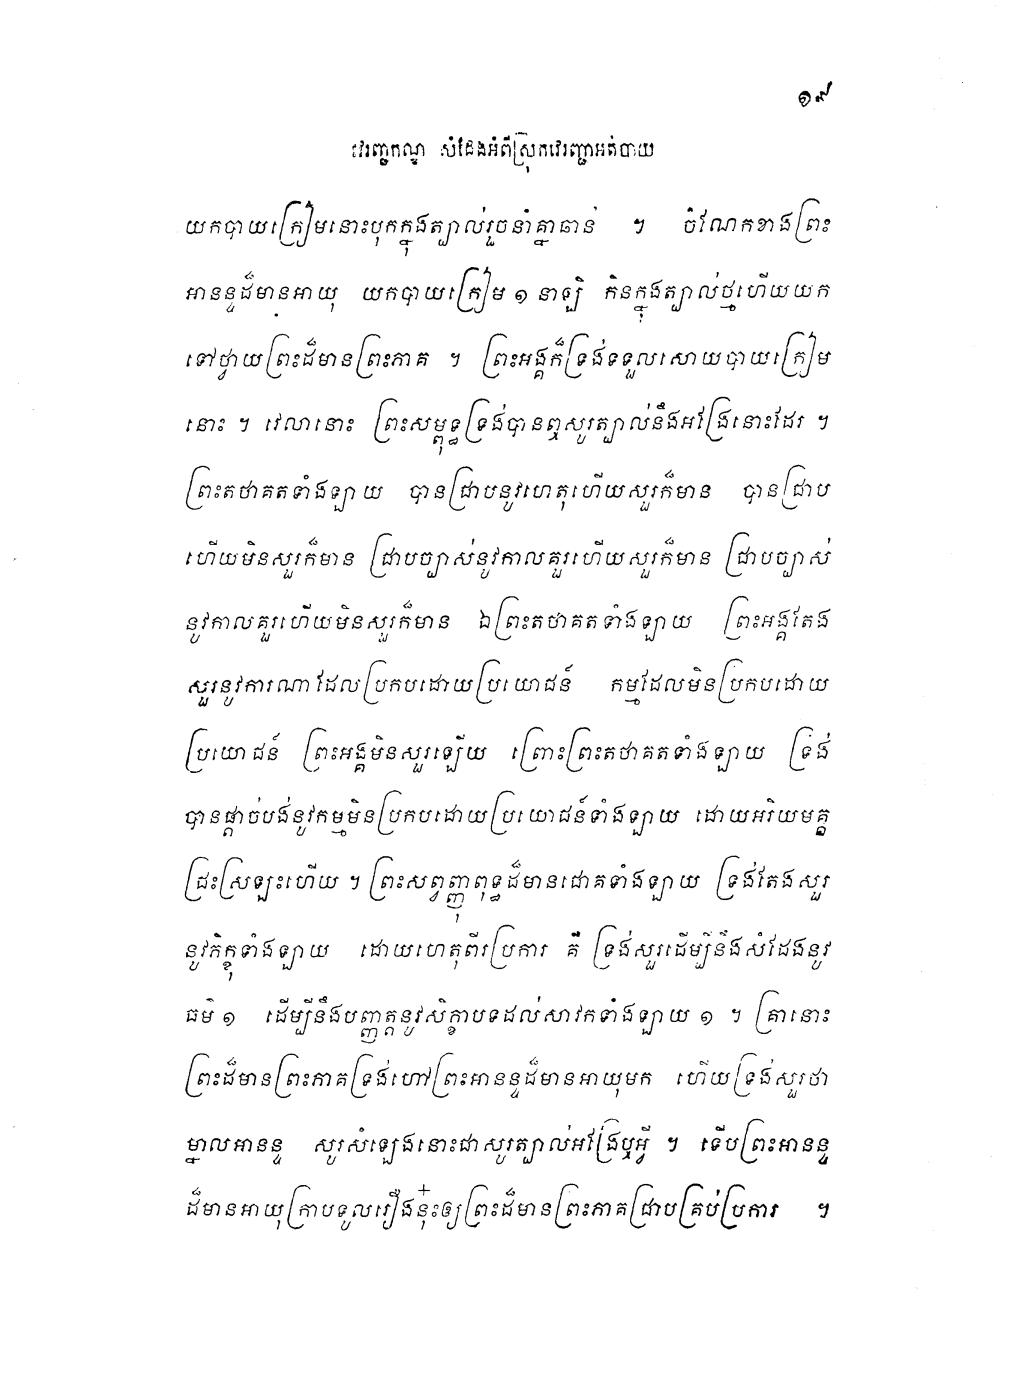 ១៩
វេរញ្ជកណ្ឌ សំដែងអំពីស្រុកវេរញ្ជាអត់បាយ
យកបាយក្រៀមនោះបុកក្នុងត្បាល់រួចនាំគ្នាឆាន់ ។ ចំណែកខាងព្រះ
អានន្ទដ៏មានអាយុ យកបាយក្រៀម ១ នាឡិ កិនក្នុងត្បាល់ថ្មហើយយក
ទៅថ្វាយព្រះដ៏មានព្រះភាគ ។ ព្រះអង្គក៏ទ្រង់ទទួលសោយបាយក្រៀម
នោះ ។ វេលានោះ ព្រះសម្ពុទ្ធទ្រង់បានឮសូរត្បាល់នឹងអង្រែនោះដែរ ។
ព្រះតថាគតទាំងឡាយ បានជ្រាបនូវហេតុហើយសួរក៏មាន បានជ្រាប
ហើយមិនសួរក៏មាន ជ្រាបច្បាស់នូវកាលគួរហើយសួរក៏មាន ជ្រាបច្បាស់
នូវកាលគួរហើយមិនសួរក៏មាន ឯព្រះតថាគតទាំងឡាយ ព្រះអង្គតែង
សួរនូវការណាដែលប្រកបដោយប្រយោជន៍ កម្មដែលមិនប្រកបដោយ
ប្រយោជន៍ ព្រះអង្គមិនសួរឡើយ ព្រោះព្រះតថាគតទាំងឡាយ ទ្រង់
បានផ្តាច់បង់នូវកម្មមិនប្រកបដោយប្រយោជន៍ទាំងឡាយ ដោយអរិយមគ្គ
ជ្រះស្រឡះហើយ ។ ព្រះសព្វញ្ញុពុទ្ធដ៏មានជោគទាំងឡាយ ទ្រង់តែងសួរ
នូវភិក្ខុទាំងឡាយ ដោយហេតុពីរប្រការ គឺ ទ្រង់សួរដើម្បីនឹងសំដែងនូវ
ធម៌ ១ ដើម្បីនឹងបញ្ញត្តនូវសិក្ខាបទដល់សាវកទាំងឡាយ ១ ។ គ្រានោះ
ព្រះដ៏មានព្រះភាគទ្រង់ហៅព្រះអានន្ទដ៏មានអាយុមក ហើយទ្រង់សួរថា
ម្នាលអានន្ទ សូរសំឡេងនោះជាសូរត្បាល់អង្រែឬអ្វី ។ ទើបព្រះអានន្ទ
ដ៏មានអាយុក្រាបទូលរឿងនុ៎ះឲ្យព្រះដ៏មានព្រះភាគជ្រាបគ្រប់ប្រការ ។